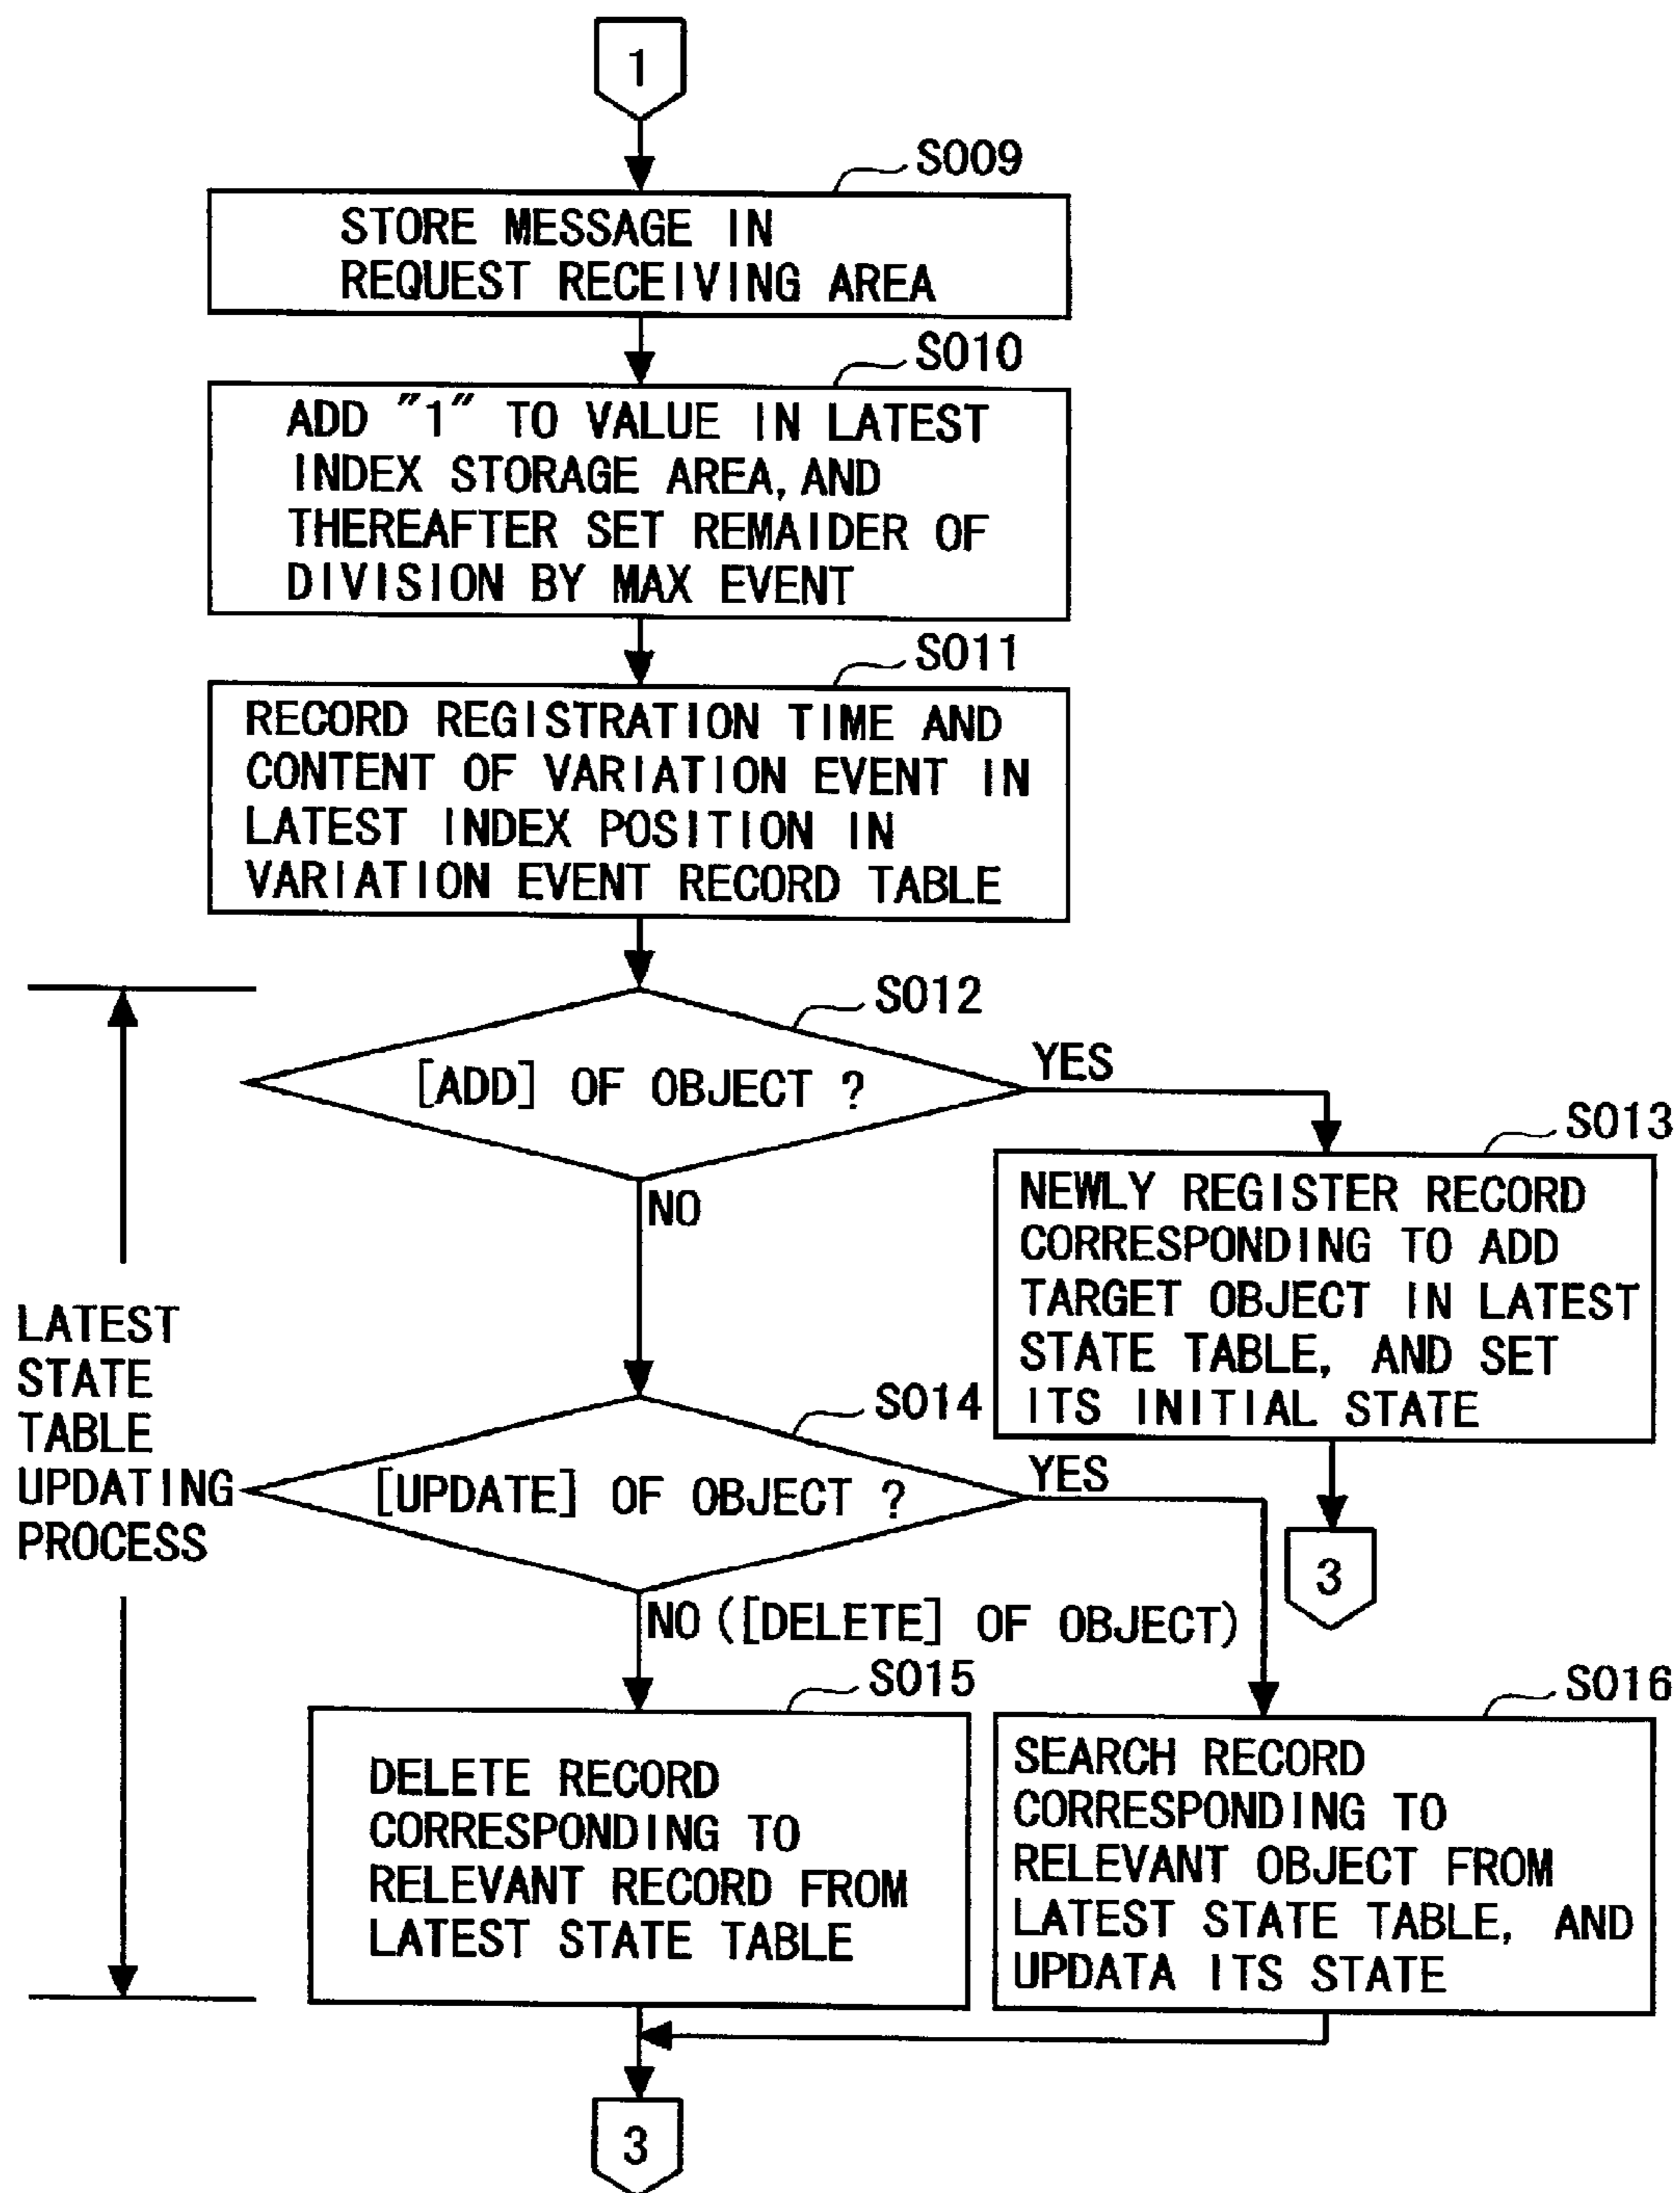 1
S009
STORE MESSAGE IN
REQUEST RECEIVING AREA
S010
ADD "1" TO VALUE IN LATEST
INDEX STORAGE AREA, AND
THEREAFTER SET REMAIDER OF
DIVISION BY MAX EVENT
S011
RECORD REGISTRATION TIME AND
CONTENT OF VARIATION EVENT IN
LATEST INDEX POSITION IN
VARIATION EVENT RECORD TABLE
S012
[ADD] OF OBJECT ?
YES
NO
S013
NEWLY REGISTER RECORD
CORRESPONDING TO ADD
TARGET OBJECT IN LATEST
STATE TABLE, AND SET
ITS INITIAL STATE
3
LATEST
STATE
TABLE
UPDATING
PROCESS
S014
[UPDATE] OF OBJECT ?
YES
NO ([DELETE] OF OBJECT)
S015
DELETE RECORD
CORRESPONDING TO
RELEVANT RECORD FROM
LATEST STATE TABLE
S016
SEARCH RECORD
CORRESPONDING TO
RELEVANT OBJECT FROM
LATEST STATE TABLE, AND
UPDATA ITS STATE
3